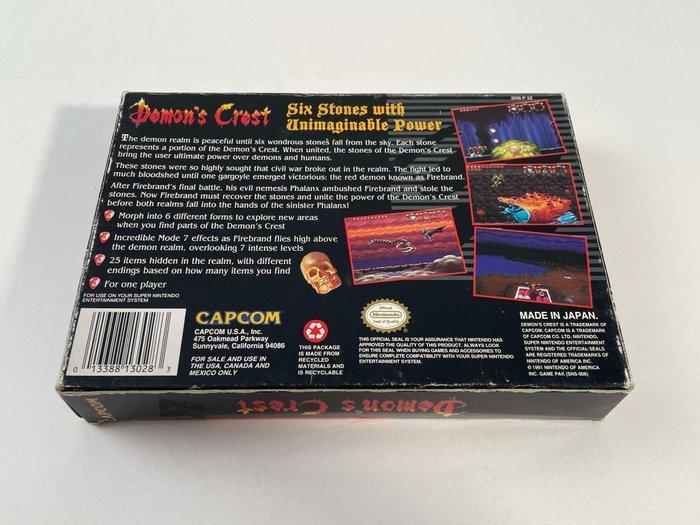 Demon's Crest
Six Stones with
Unimaginable Power
The demon realm is peaceful until six wondrous stones fall from the sky. Each stone
represents a portion of the Demon's Crest. When united, the stones of the Demon's Crest
bring the user ultimate power over demons and humans.
These stones were so highly sought that civil war broke out in the realm. The fight led to
much bloodshed until one gargoyle emerged victorious: the red demon known as Firebrand.
After Firebrand's final battle, his evil nemesis Phalanx ambushed Firebrand and stole the
stones. Now Firebrand must recover the stones and unite the power of the Demon's Crest
before both realms fall into the hands of the sinister Phalanx!
Morph into 6 different forms to explore new areas
when you find parts of the Demon's Crest
Incredible Mode 7 effects as Firebrand flies high above
the demon realm, overlooking 7 intense levels
25 items hidden in the realm, with different
endings based on how many items you find
For one player
FOR USE ON YOUR SUPER NINTENDO
ENTERTAINMENT SYSTEM.
0 13388 13028 3
CAPCOM
CAPCOM U.S.A., Inc.
475 Oakmead Parkway
Sunnyvale, California 94086
FOR SALE AND USE IN
THE USA, CANADA AND
MEXICO ONLY
THIS PACKAGE
IS MADE FROM
RECYCLED
MATERIALS AND
IS RECYCLABLE
Official
Nintendo
Seal of Quality
THIS OFFICIAL SEAL IS YOUR ASSURANCE THAT NINTENDO HAS
APPROVED THE QUALITY OF THIS PRODUCT. ALWAYS LOOK
FOR THIS SEAL WHEN BUYING GAMES AND ACCESSORIES TO
ENSURE COMPLETE COMPATIBILITY WITH YOUR SUPER NINTENDO
ENTERTAINMENT SYSTEM.
MADE IN JAPAN.
DEMON'S CREST IS A TRADEMARK OF
CAPCOM. CAPCOM IS A TRADEMARK
OF CAPCOM CO. LTD. NINTENDO,
SUPER NINTENDO ENTERTAINMENT
SYSTEM AND THE OFFICIAL SEALS
ARE REGISTERED TRADEMARKS OF
NINTENDO OF AMERICA INC.
© 1991 NINTENDO OF AMERICA
INC. GAME PAK (SNS-006)
Demon's Crest
CAPCOM